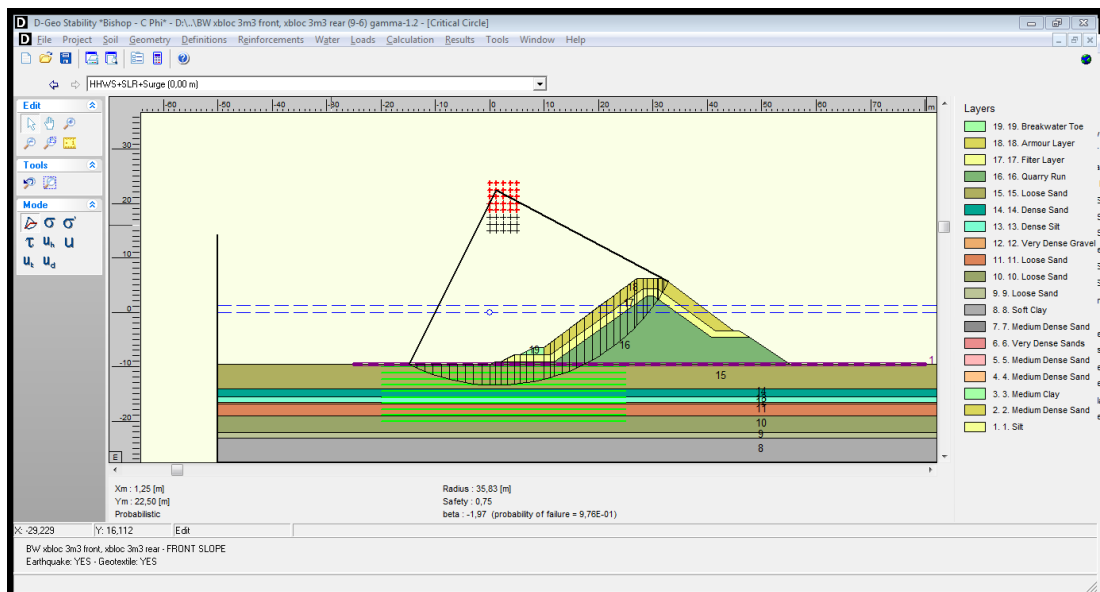 D-Geo Stability *Bishop - C Phi* - D:\..\BW xbloc 3m3 front, xbloc 3m3 rear (9-6) gamma-1.2 - [Critical Circle]
File Project Soil Geometry Definitions Reinforcements Water Loads Calculation Results Tools Window Help
HHWS+SLR+Surge (0,00 m)
Edit
Tools
Mode
τ
-60 -50 -40 -30 -20 -10 0 10 20 30 40 50 60 70 m
30
20
10
0
-10
-20
E
18
17
16
19
1
15
14
11
10
9
8
Layers
19. 19. Breakwater Toe
18. 18. Armour Layer
17. 17. Filter Layer
16. 16. Quarry Run
15. 15. Loose Sand
14. 14. Dense Sand
13. 13. Dense Silt
12. 12. Very Dense Gravel
11. 11. Loose Sand
10. 10. Loose Sand
9. 9. Loose Sand
8. 8. Soft Clay
7. 7. Medium Dense Sand
6. 6. Very Dense Sands
5. 5. Medium Dense Sand
4. 4. Medium Dense Sand
3. 3. Medium Clay
2. 2. Medium Dense Sand
1. 1. Silt
Xm : 1,25 [m] Radius : 35,83 [m]
Ym : 22,50 [m] Safety : 0,75
Probabilistic beta : -1,97 (probability of failure = 9,76E-01)
X: -29,229 Y: 16,112 Edit
BW xbloc 3m3 front, xbloc 3m3 rear - FRONT SLOPE
Earthquake: YES - Geotextile: YES